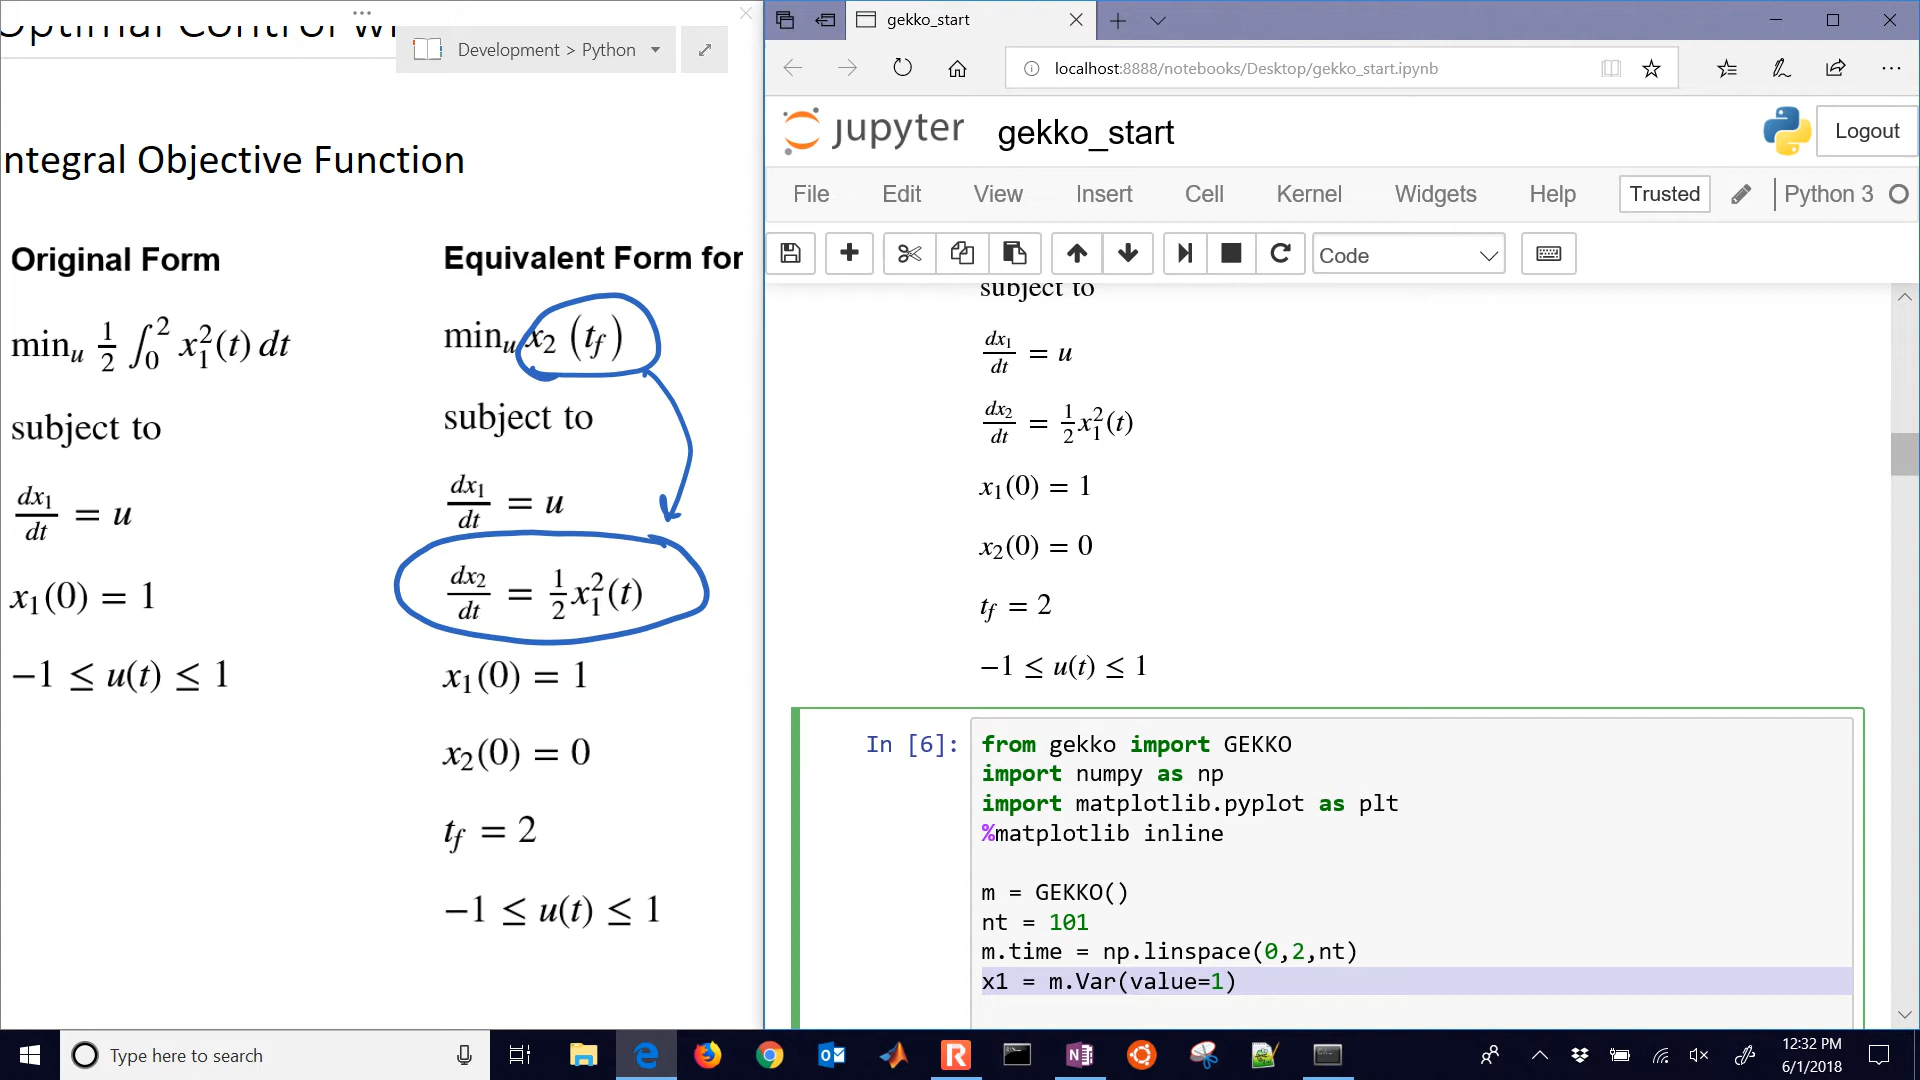 Optimal Control wi
Development > Python
ntegral Objective Function
Original Form
min_u 1/2 ∫_0^2 x_1^2(t) dt
subject to
dx_1/dt = u
x_1(0) = 1
−1 ≤ u(t) ≤ 1
Equivalent Form for
min_u x_2 (t_f)
subject to
dx_1/dt = u
dx_2/dt = 1/2 x_1^2(t)
x_1(0) = 1
x_2(0) = 0
t_f = 2
−1 ≤ u(t) ≤ 1
gekko_start
localhost:8888/notebooks/Desktop/gekko_start.ipynb
jupyter gekko_start
Logout
File Edit View Insert Cell Kernel Widgets Help Trusted Python 3
Code
subject to
dx_1/dt = u
dx_2/dt = 1/2 x_1^2(t)
x_1(0) = 1
x_2(0) = 0
t_f = 2
−1 ≤ u(t) ≤ 1
In [6]:
from gekko import GEKKO
import numpy as np
import matplotlib.pyplot as plt
%matplotlib inline
m = GEKKO()
nt = 101
m.time = np.linspace(0,2,nt)
x1 = m.Var(value=1)
Type here to search
12:32 PM
6/1/2018